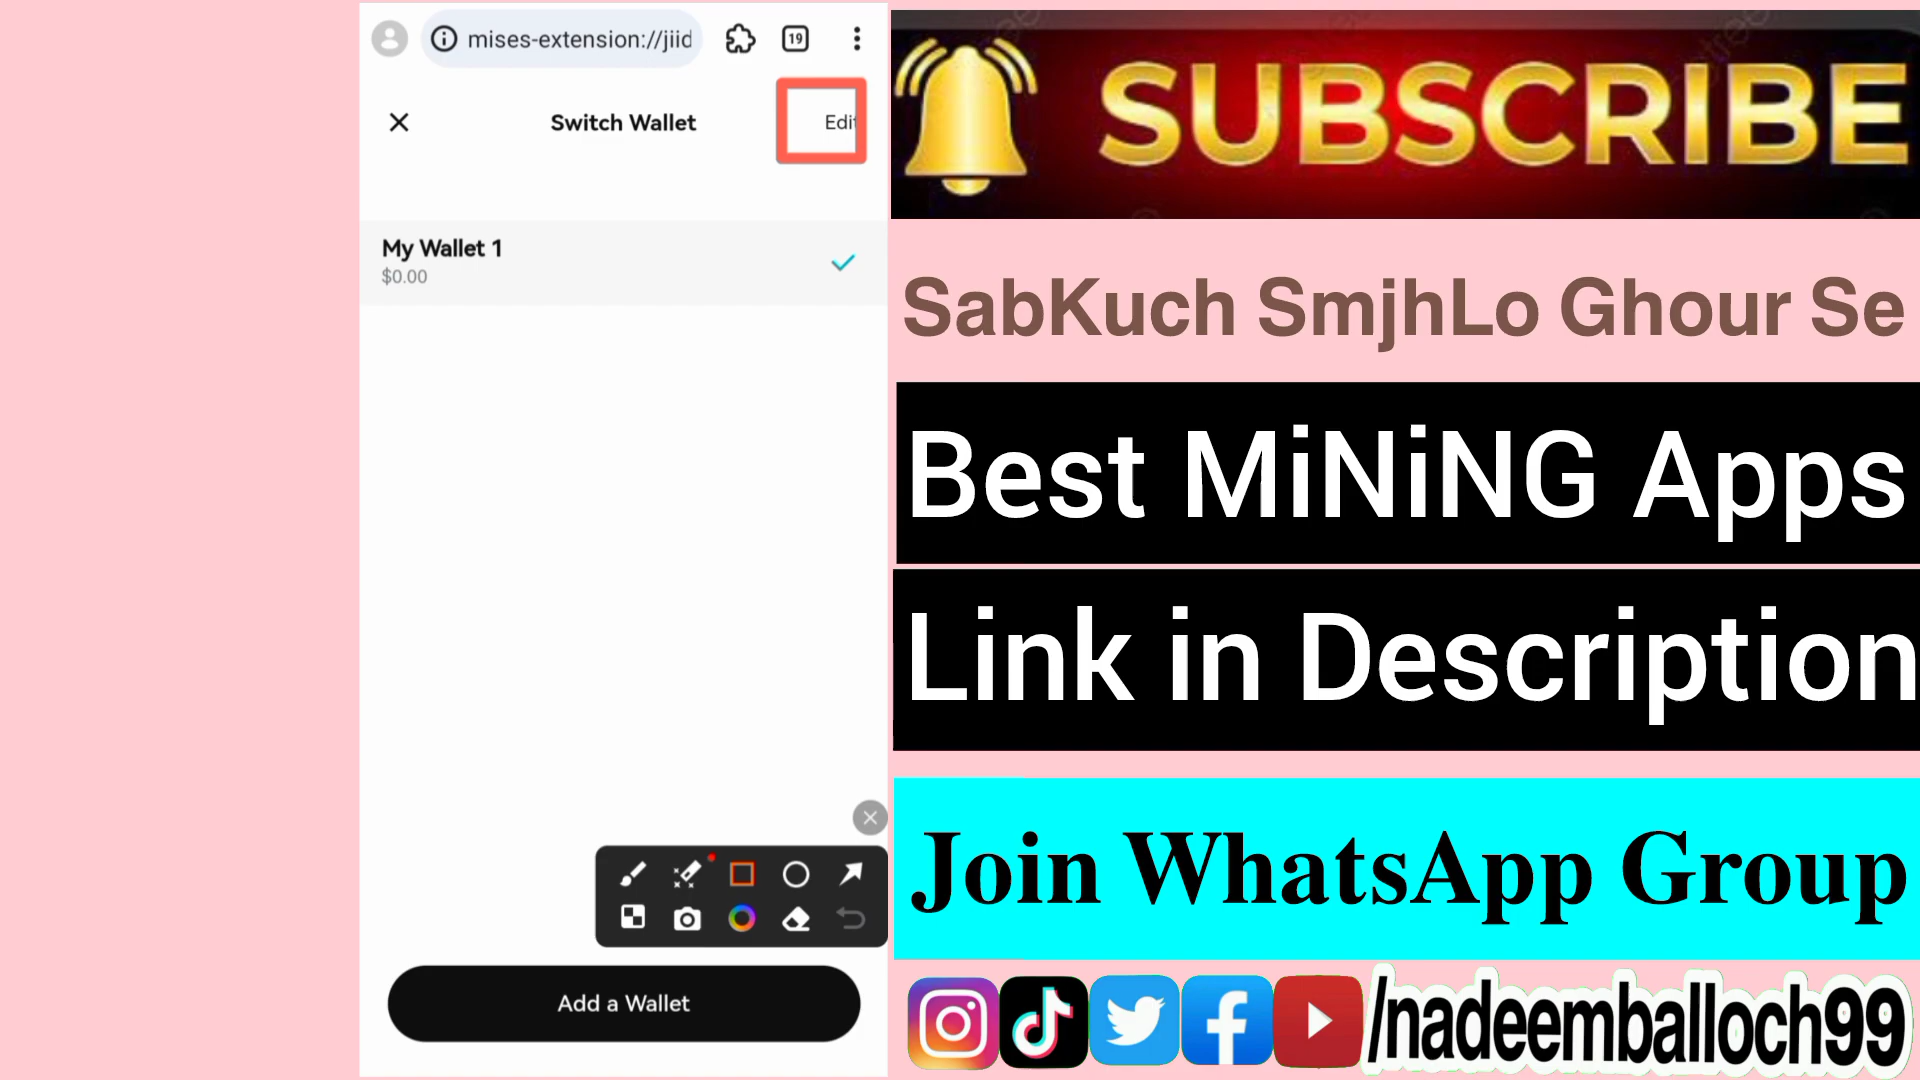 mises-extension://jiid
19
Switch Wallet
Edit
My Wallet 1
$0.00
Add a Wallet
SUBSCRIBE
SabKuch SmjhLo Ghour Se
Best MiNiNG Apps
Link in Description
Join WhatsApp Group
/nadeemballoch99